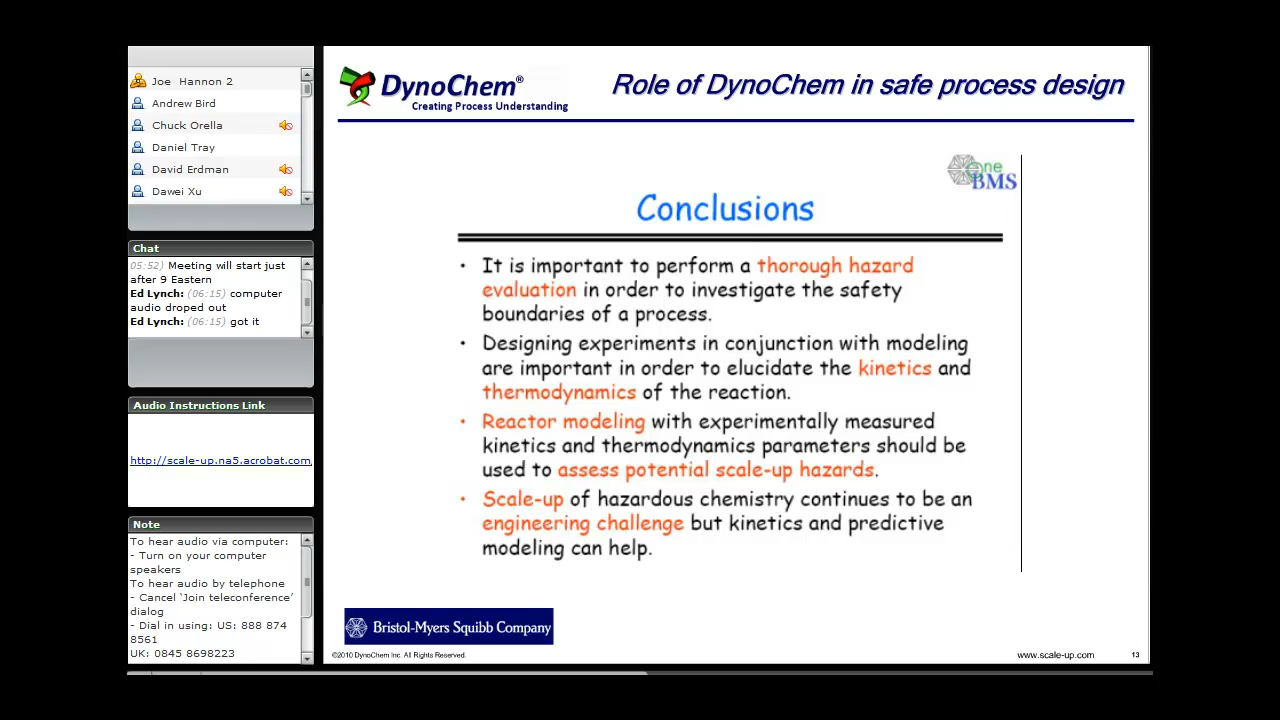 Joe Hannon 2
Andrew Bird
Chuck Orella
Daniel Tray
David Erdman
Dawei Xu
Chat
05:52) Meeting will start just
after 9 Eastern
Ed Lynch: (06:15) computer
audio droped out
Ed Lynch: (06:15) got it
Audio Instructions Link
http://scale-up.na5.acrobat.com,
Note
To hear audio via computer:
- Turn on your computer
speakers
To hear audio by telephone
- Cancel ‘Join teleconference’
dialog
- Dial in using: US: 888 874
8561
UK: 0845 8698223
DynoChem®
Creating Process Understanding
Role of DynoChem in safe process design
one
BMS
Conclusions
• It is important to perform a thorough hazard
evaluation in order to investigate the safety
boundaries of a process.
• Designing experiments in conjunction with modeling
are important in order to elucidate the kinetics and
thermodynamics of the reaction.
• Reactor modeling with experimentally measured
kinetics and thermodynamics parameters should be
used to assess potential scale-up hazards.
• Scale-up of hazardous chemistry continues to be an
engineering challenge but kinetics and predictive
modeling can help.
Bristol-Myers Squibb Company
©2010 DynoChem Inc. All Rights Reserved.
www.scale-up.com
13